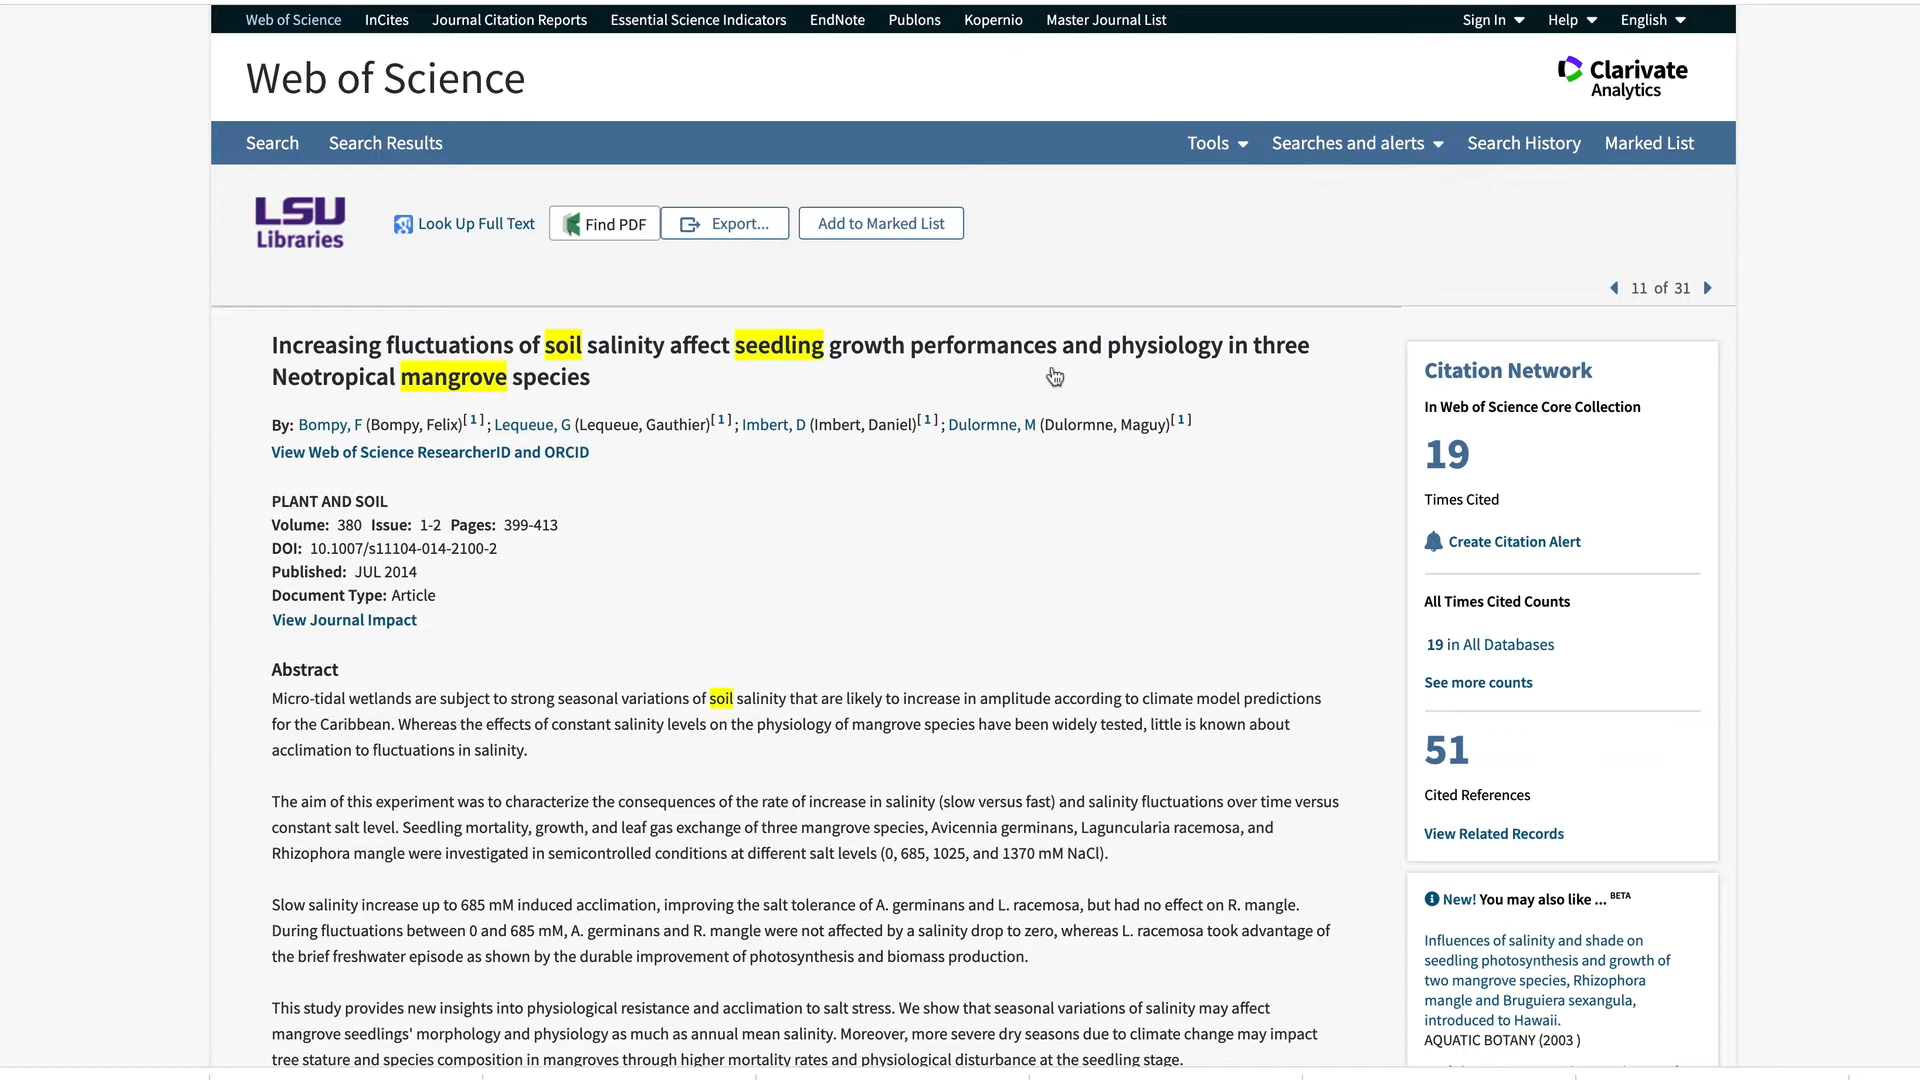 Web of Science InCites Journal Citation Reports Essential Science Indicators EndNote Publons Kopernio Master Journal List Sign In Help English
Web of Science
Clarivate
Analytics
Search Search Results Tools Searches and alerts Search History Marked List
LSU
Libraries
Look Up Full Text Find PDF Export... Add to Marked List
11 of 31
Increasing fluctuations of soil salinity affect seedling growth performances and physiology in three
Neotropical mangrove species
By: Bompy, F (Bompy, Felix)[ 1 ] ; Lequeue, G (Lequeue, Gauthier)[ 1 ] ; Imbert, D (Imbert, Daniel)[ 1 ] ; Dulormne, M (Dulormne, Maguy)[ 1 ]
View Web of Science ResearcherID and ORCID
PLANT AND SOIL
Volume: 380 Issue: 1-2 Pages: 399-413
DOI: 10.1007/s11104-014-2100-2
Published: JUL 2014
Document Type: Article
View Journal Impact
Abstract
Micro-tidal wetlands are subject to strong seasonal variations of soil salinity that are likely to increase in amplitude according to climate model predictions
for the Caribbean. Whereas the effects of constant salinity levels on the physiology of mangrove species have been widely tested, little is known about
acclimation to fluctuations in salinity.
The aim of this experiment was to characterize the consequences of the rate of increase in salinity (slow versus fast) and salinity fluctuations over time versus
constant salt level. Seedling mortality, growth, and leaf gas exchange of three mangrove species, Avicennia germinans, Laguncularia racemosa, and
Rhizophora mangle were investigated in semicontrolled conditions at different salt levels (0, 685, 1025, and 1370 mM NaCl).
Slow salinity increase up to 685 mM induced acclimation, improving the salt tolerance of A. germinans and L. racemosa, but had no effect on R. mangle.
During fluctuations between 0 and 685 mM, A. germinans and R. mangle were not affected by a salinity drop to zero, whereas L. racemosa took advantage of
the brief freshwater episode as shown by the durable improvement of photosynthesis and biomass production.
This study provides new insights into physiological resistance and acclimation to salt stress. We show that seasonal variations of salinity may affect
mangrove seedlings' morphology and physiology as much as annual mean salinity. Moreover, more severe dry seasons due to climate change may impact
tree stature and species composition in mangroves through higher mortality rates and physiological disturbance at the seedling stage.
Citation Network
In Web of Science Core Collection
19
Times Cited
Create Citation Alert
All Times Cited Counts
19 in All Databases
See more counts
51
Cited References
View Related Records
New! You may also like ... BETA
Influences of salinity and shade on
seedling photosynthesis and growth of
two mangrove species, Rhizophora
mangle and Bruguiera sexangula,
introduced to Hawaii.
AQUATIC BOTANY (2003 )